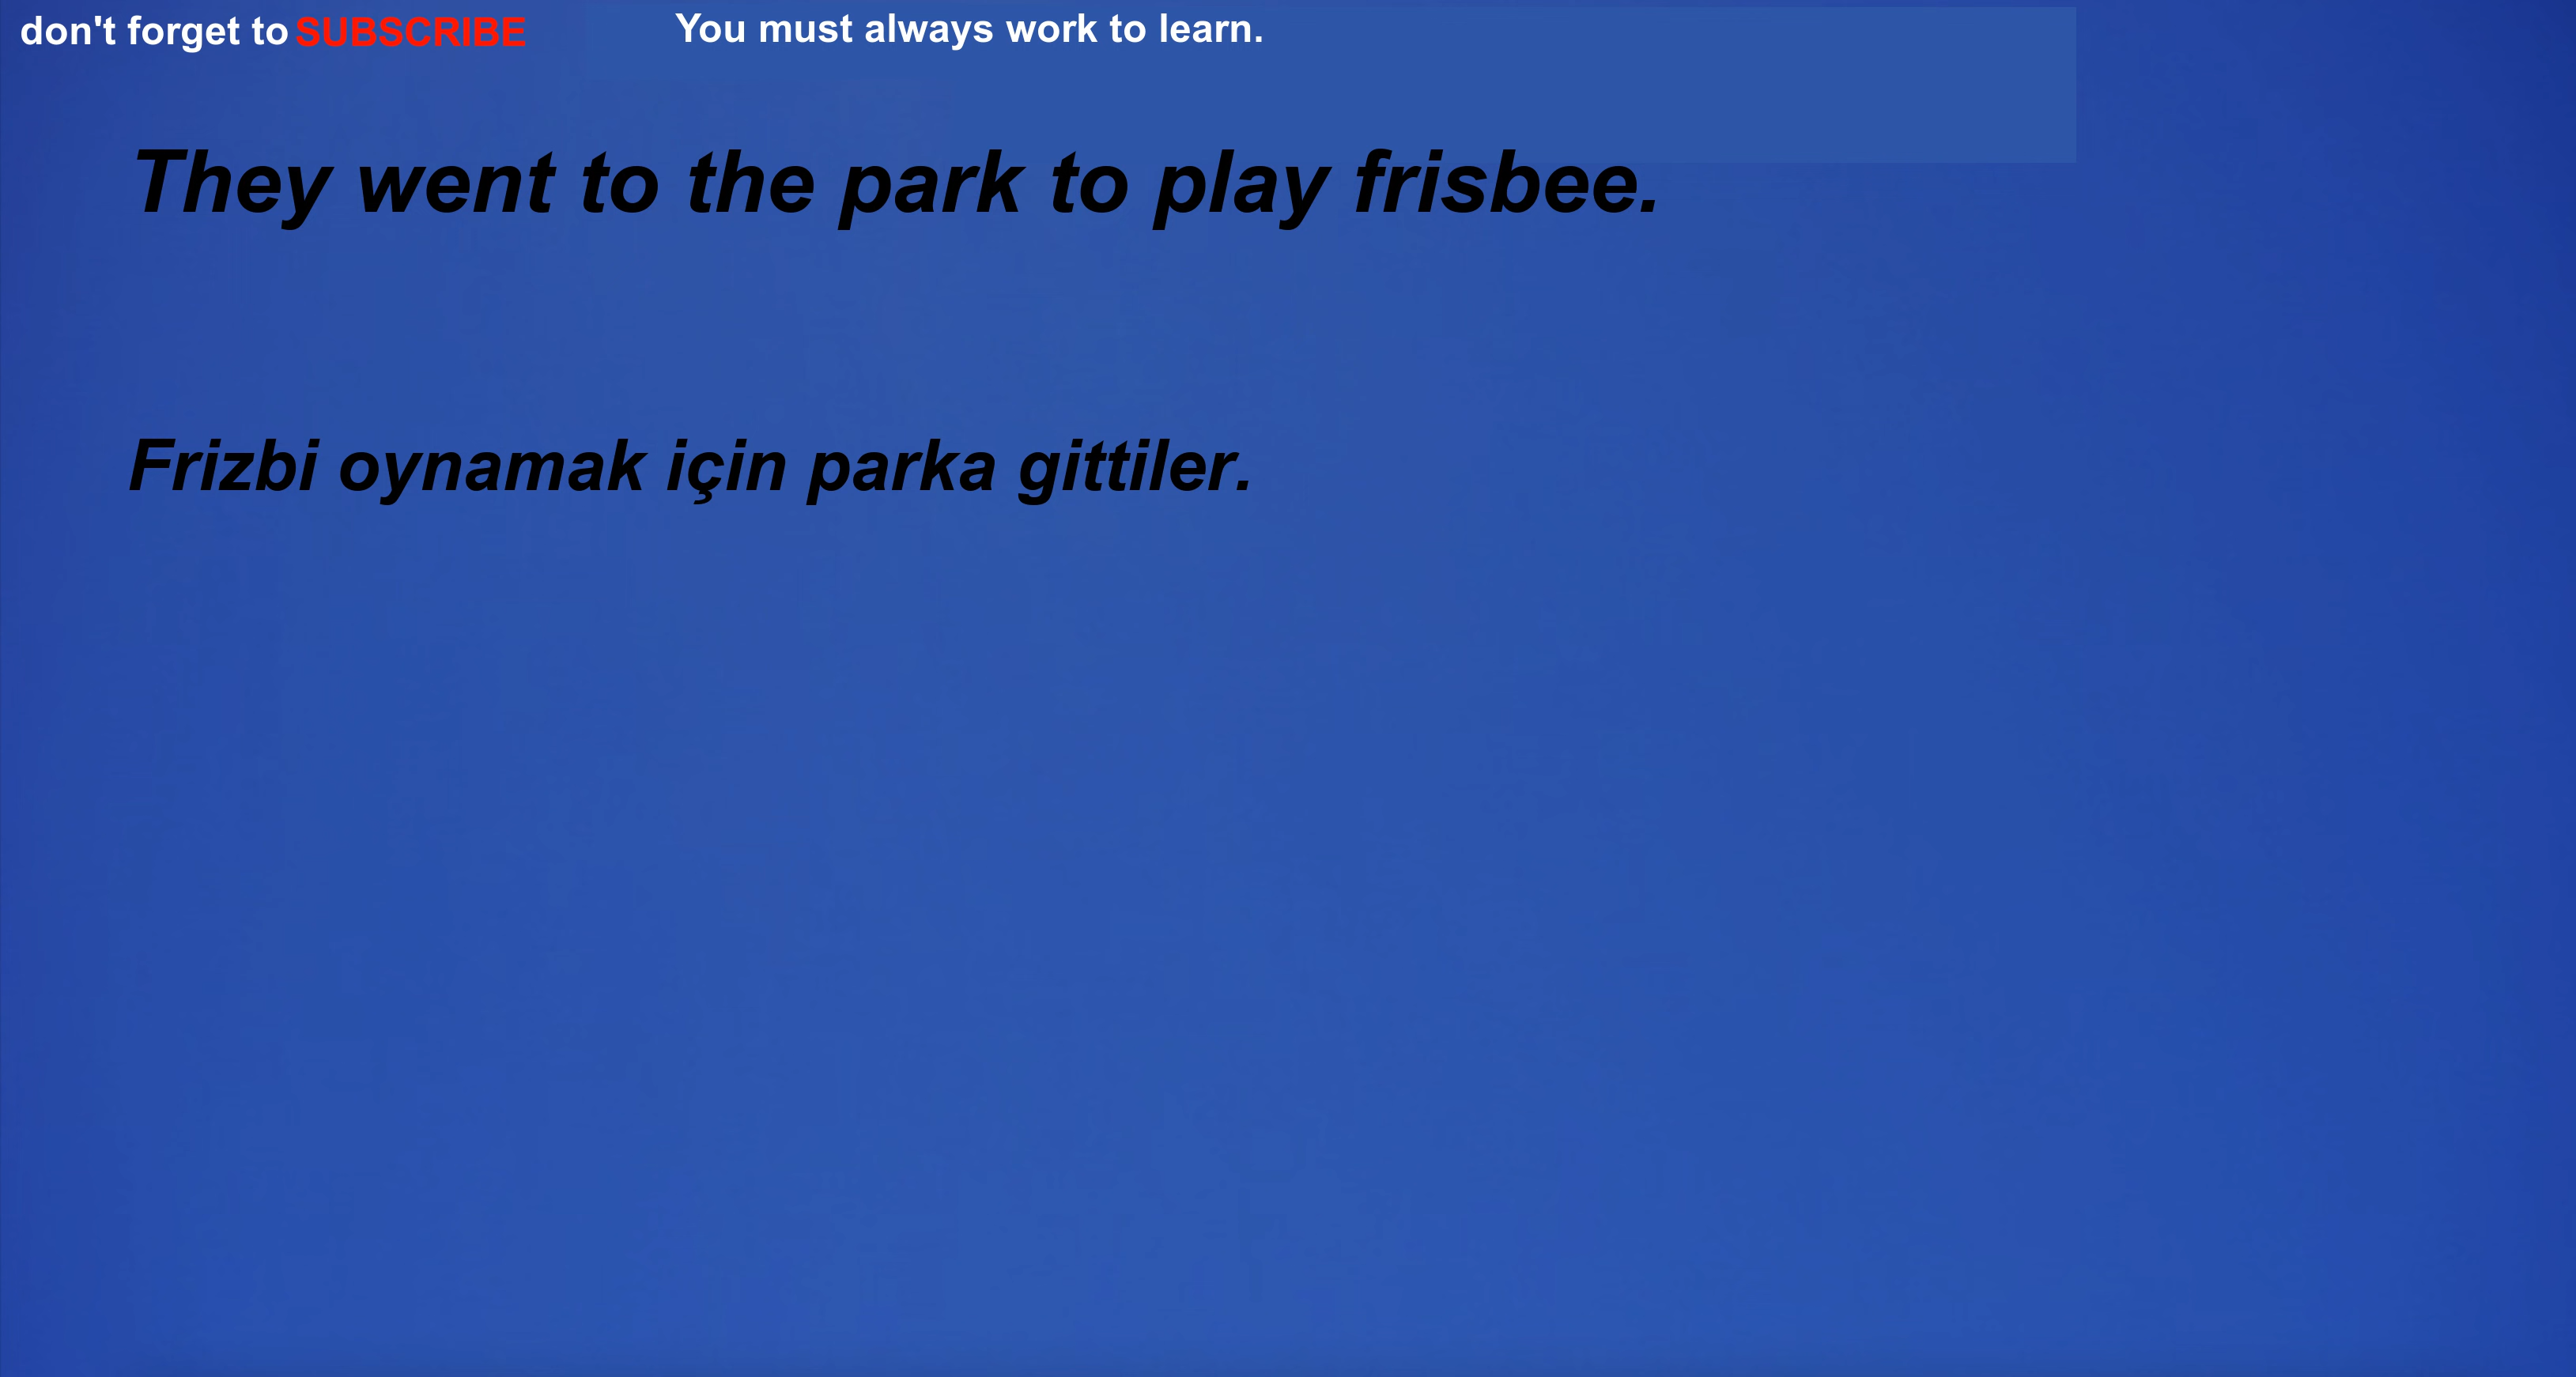 don't forget to SUBSCRIBE You must always work to learn.
They went to the park to play frisbee.
Frizbi oynamak için parka gittiler.